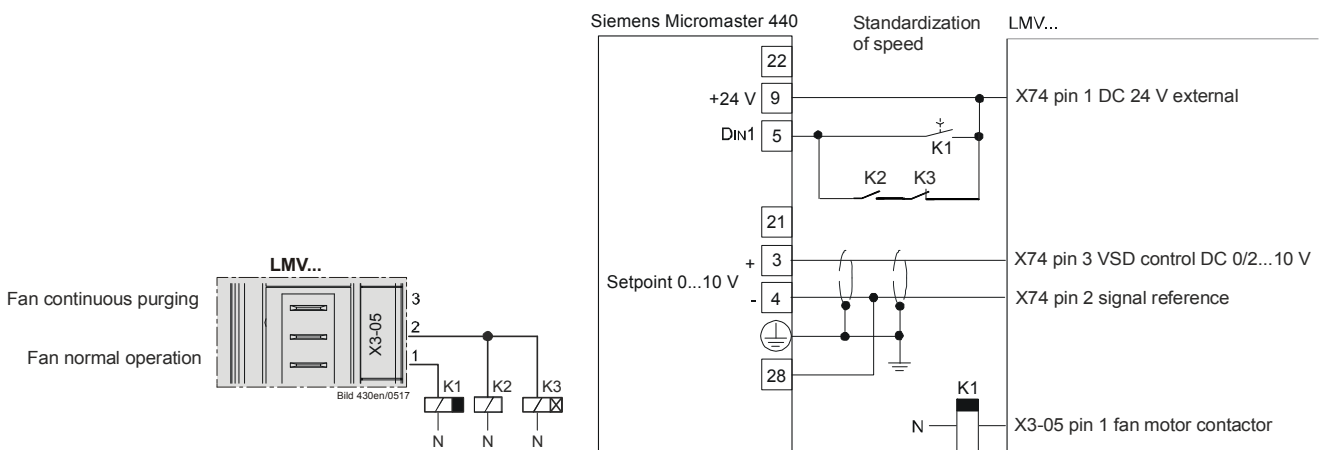 Siemens Micromaster 440
Standardization
of speed
LMV...
22
+24 V 9
X74 pin 1 DC 24 V external
DIN1 5
K1
K2 K3
21
+ 3
X74 pin 3 VSD control DC 0/2...10 V
Setpoint 0...10 V
- 4
X74 pin 2 signal reference
28
K1
N
X3-05 pin 1 fan motor contactor
LMV...
Fan continuous purging
Fan normal operation
X3-05
3
2
1
Bild 430en/0517
K1 K2 K3
N N N